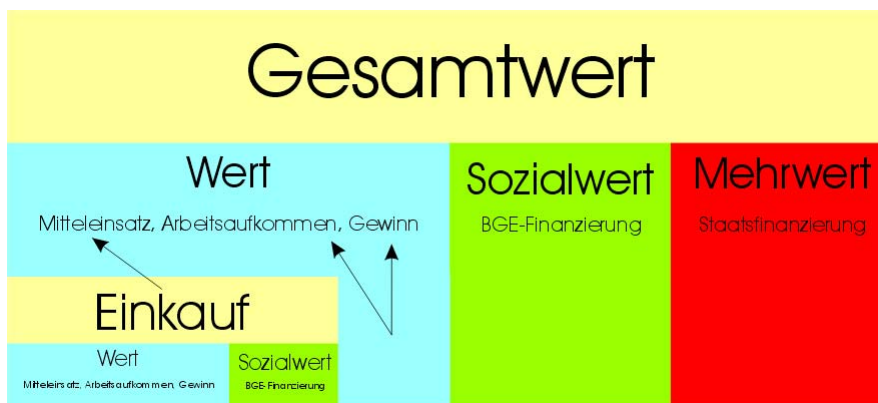 Gesamtwert
Wert
Mitteleinsatz, Arbeitsaufkommen, Gewinn
Sozialwert
BGE-Finanzierung
Mehrwert
Staatsfinanzierung
Einkauf
Wert
Mitteleinsatz, Arbeitsaufkommen, Gewinn
Sozialwert
BGE-Finanzierung